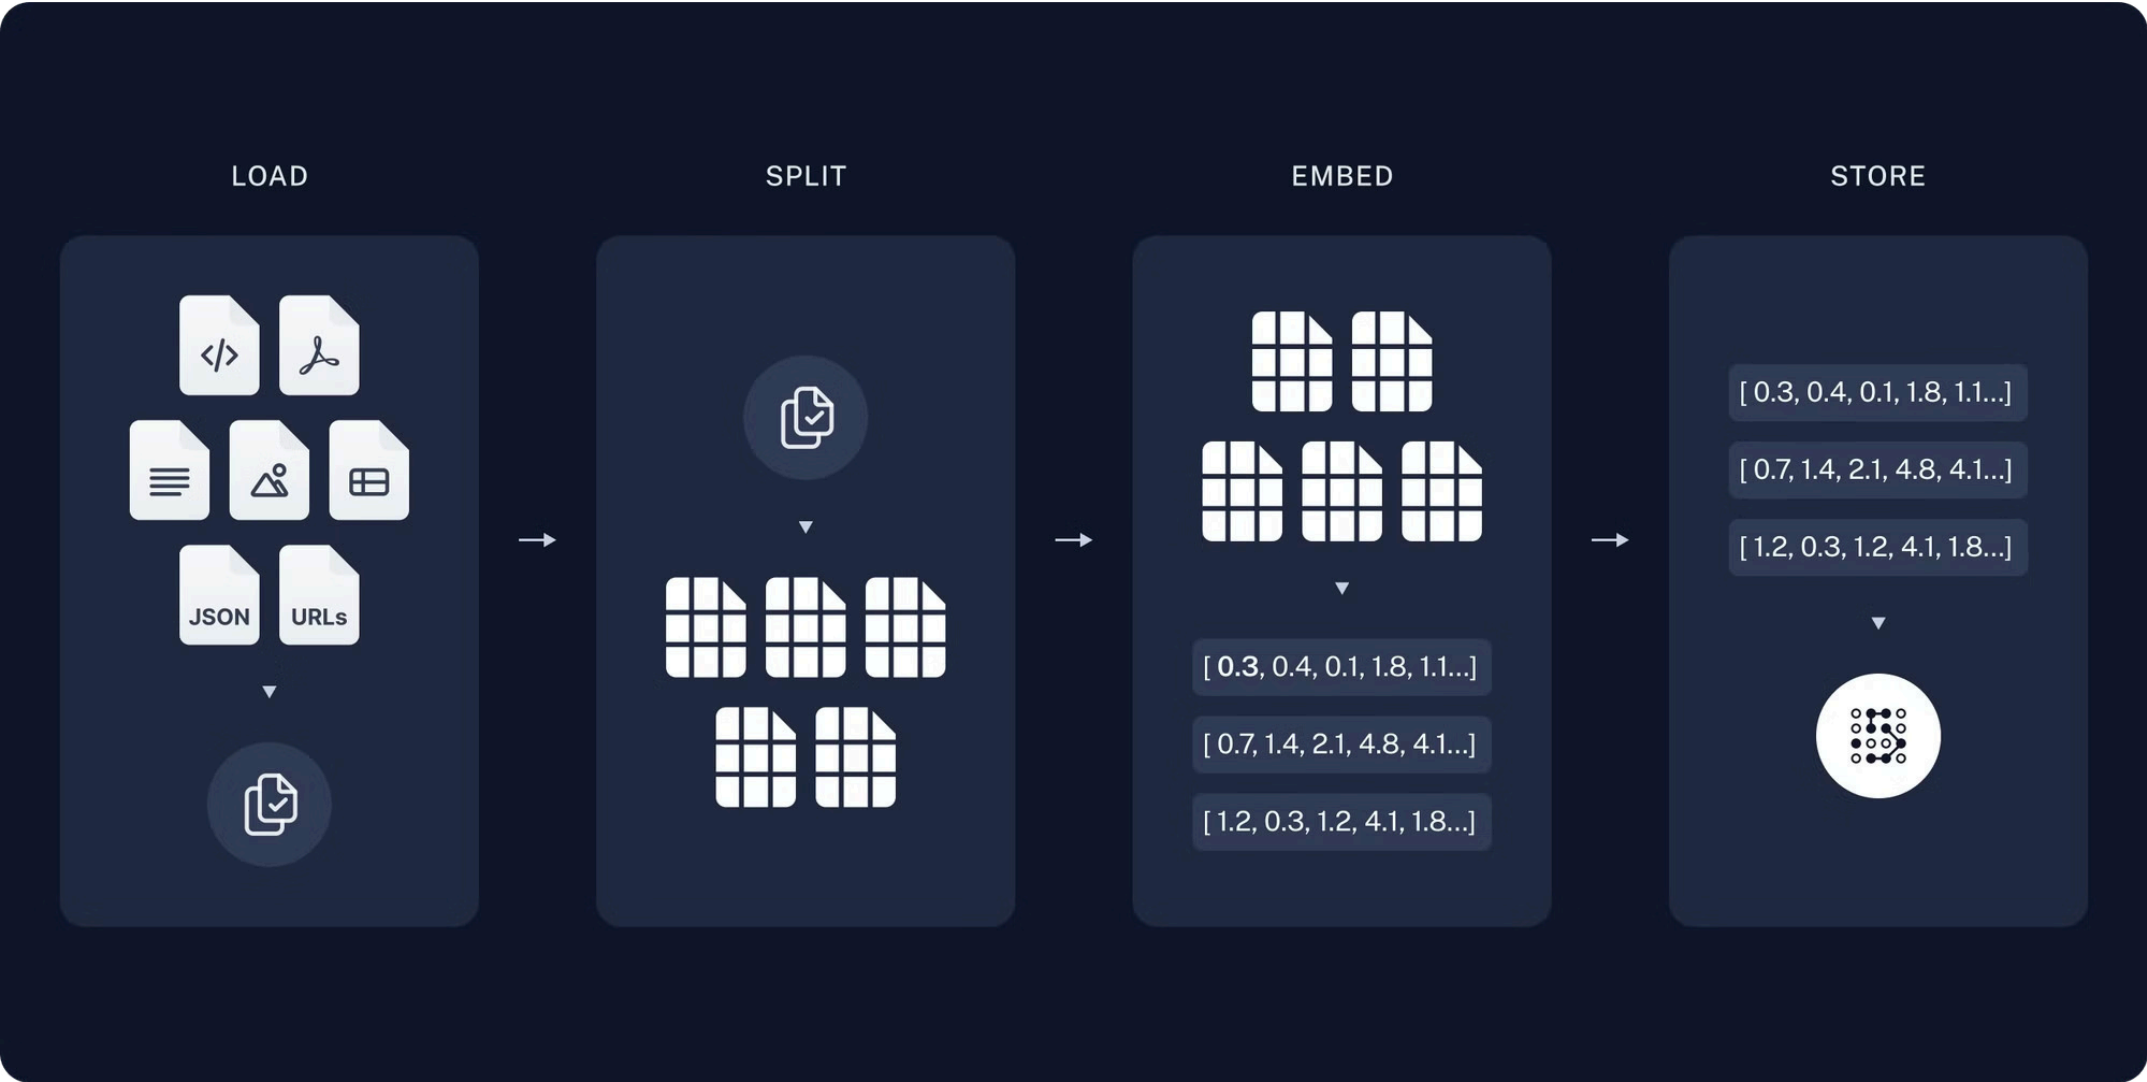 LOAD
SPLIT
EMBED
STORE
JSON
URLs
[ 0.3, 0.4, 0.1, 1.8, 1.1...]
[ 0.7, 1.4, 2.1, 4.8, 4.1...]
[ 1.2, 0.3, 1.2, 4.1, 1.8...]
[ 0.3, 0.4, 0.1, 1.8, 1.1...]
[ 0.7, 1.4, 2.1, 4.8, 4.1...]
[ 1.2, 0.3, 1.2, 4.1, 1.8...]